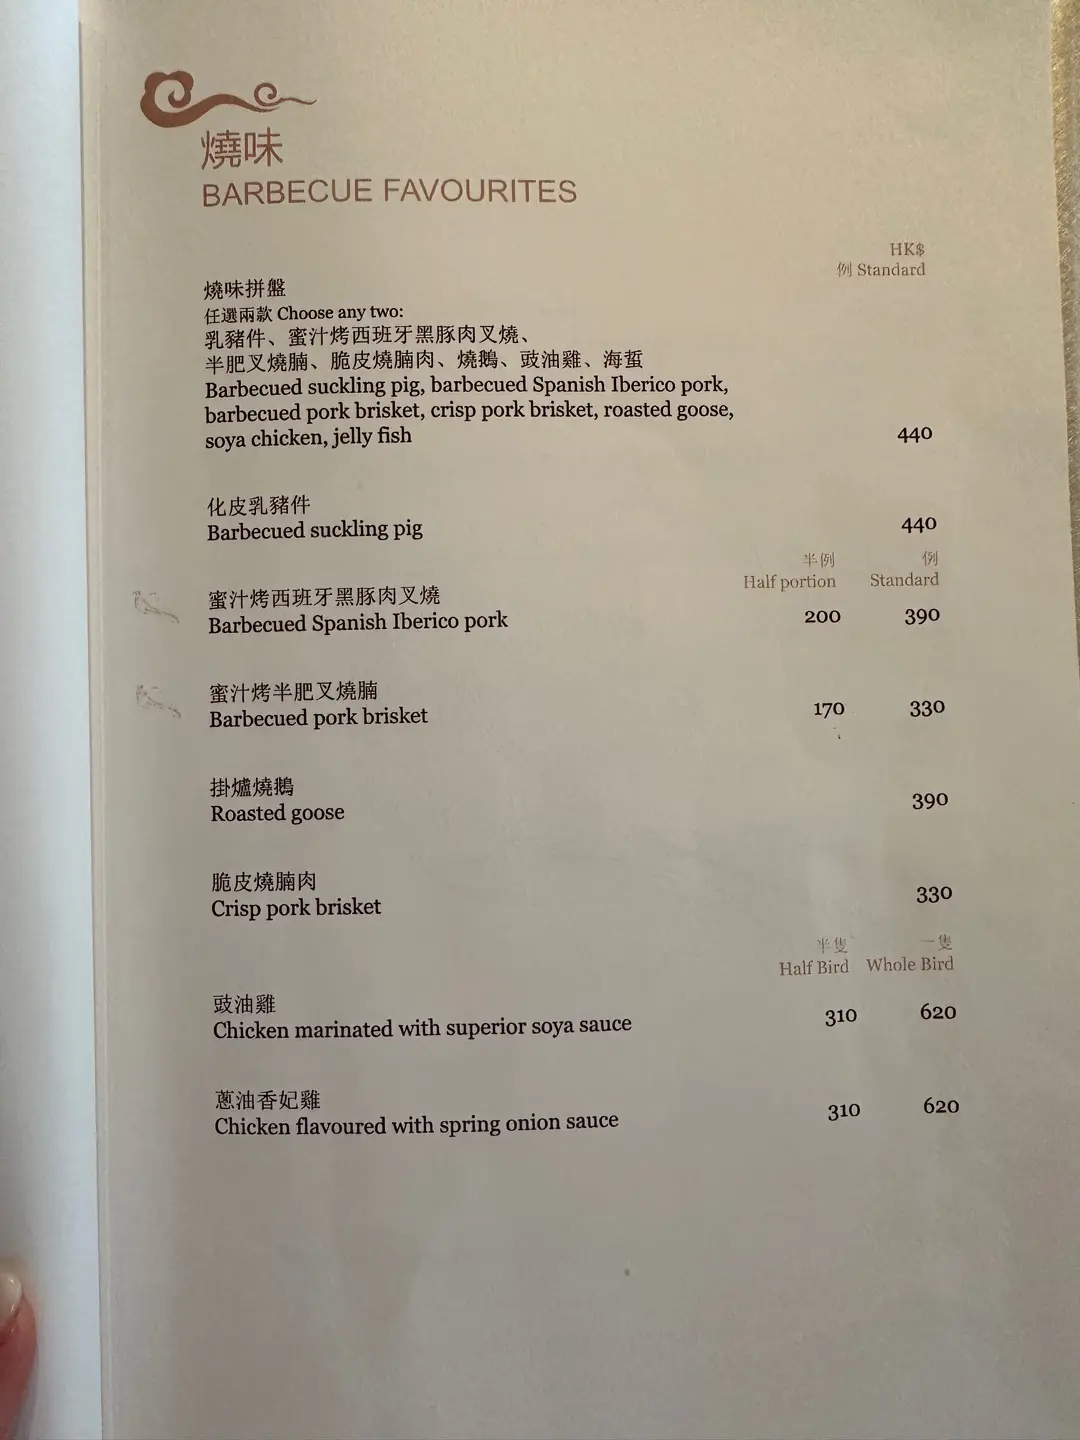 燒味
BARBECUE FAVOURITES
HK$
例 Standard
燒味拼盤
任選兩款 Choose any two:
乳豬件、蜜汁烤西班牙黑豚肉叉燒、
半肥叉燒腩、脆皮燒腩肉、燒鵝、豉油雞、海蜇
Barbecued suckling pig, barbecued Spanish Iberico pork,
barbecued pork brisket, crisp pork brisket, roasted goose,
soya chicken, jelly fish 440
化皮乳豬件
Barbecued suckling pig 440
半例 例
Half portion Standard
蜜汁烤西班牙黑豚肉叉燒
Barbecued Spanish Iberico pork 200 390
蜜汁烤半肥叉燒腩
Barbecued pork brisket 170 330
掛爐燒鵝
Roasted goose 390
脆皮燒腩肉
Crisp pork brisket 330
半隻 一隻
Half Bird Whole Bird
豉油雞
Chicken marinated with superior soya sauce 310 620
蔥油香妃雞
Chicken flavoured with spring onion sauce 310 620